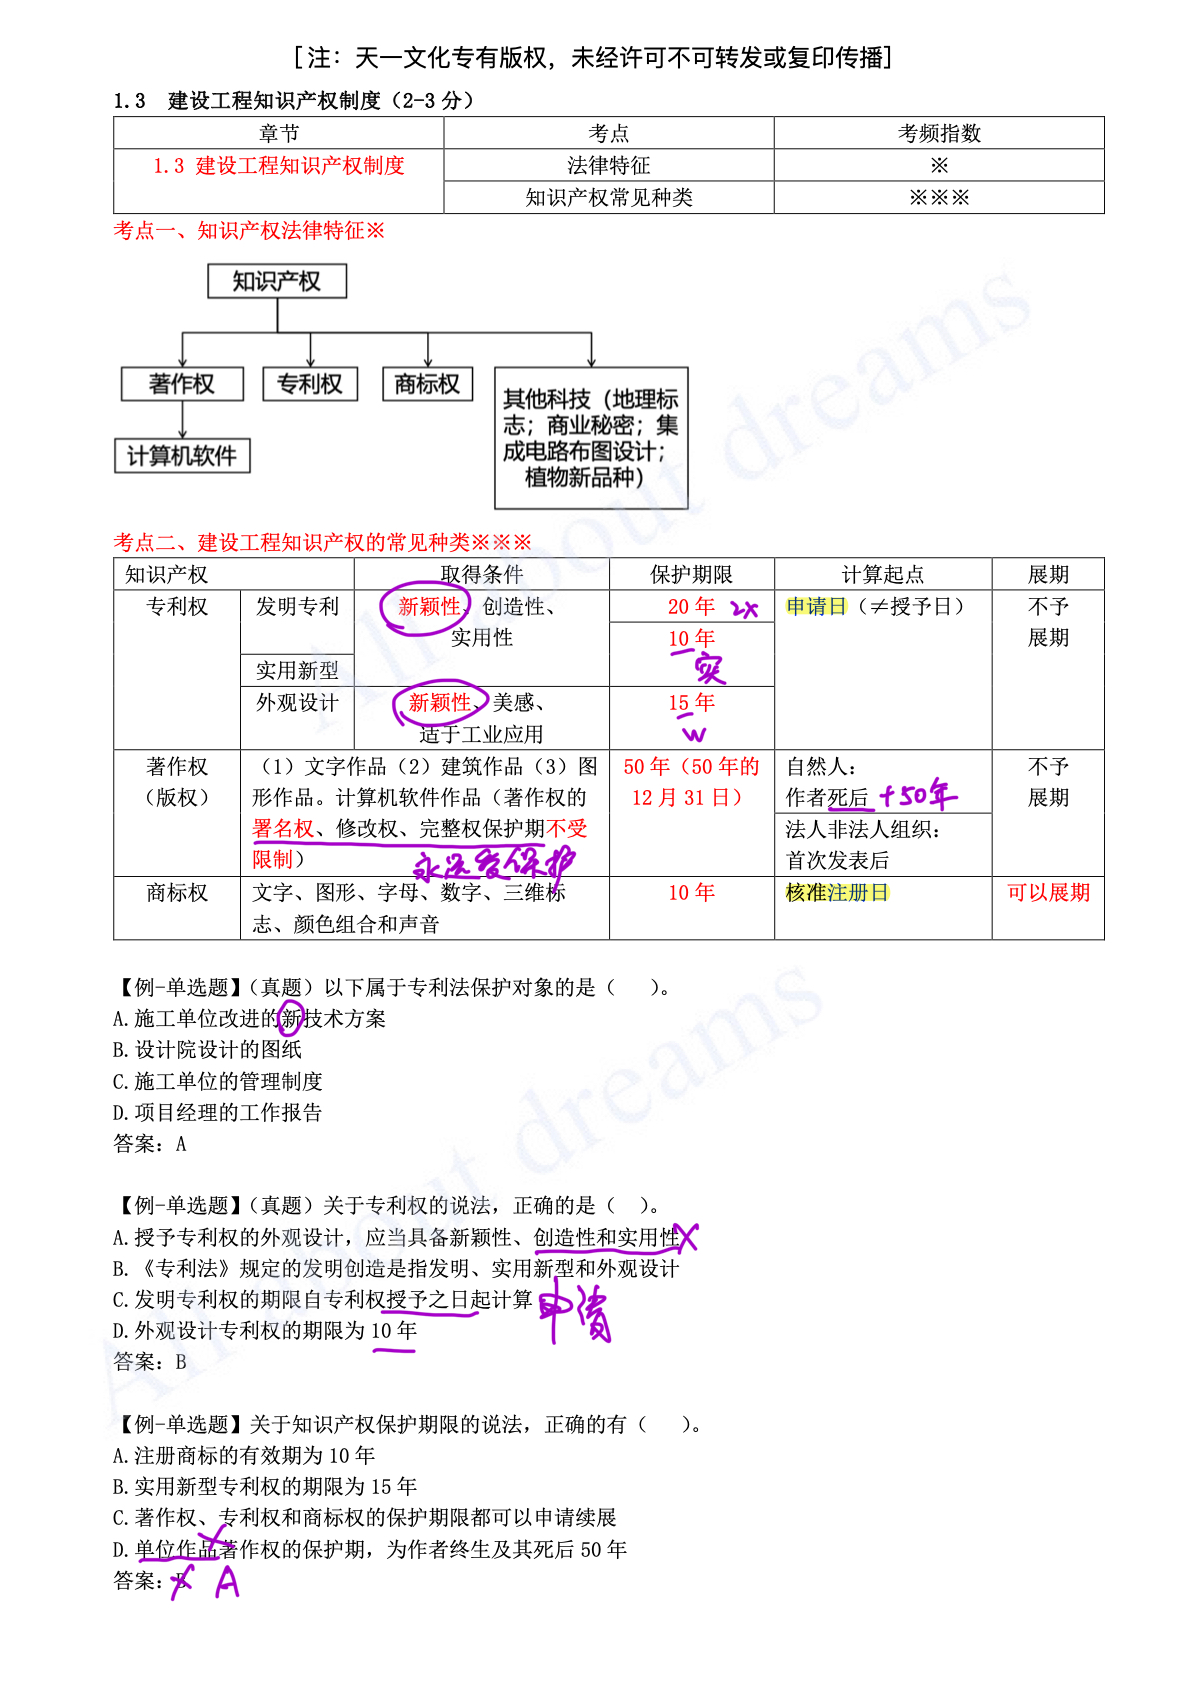 [注：天一文化专有版权，未经许可不可转发或复印传播]
1.3 建设工程知识产权制度（2-3 分）
章节 考点 考频指数
1.3 建设工程知识产权制度 法律特征 ※
知识产权常见种类 ※※※
考点一、知识产权法律特征※
知识产权
著作权 专利权 商标权
其他科技（地理标
志；商业秘密；集
成电路布图设计；
植物新品种）
计算机软件
考点二、建设工程知识产权的常见种类※※※
知识产权 取得条件 保护期限 计算起点 展期
专利权 发明专利 新颖性、创造性、 20 年 2x 申请日（≠授予日） 不予
实用性 10 年 展期
实用新型 实
外观设计 新颖性、美感、 15 年
适于工业应用 W
著作权 （1）文字作品（2）建筑作品（3）图 50 年（50 年的 自然人： 不予
（版权） 形作品。计算机软件作品（著作权的 12 月 31 日） 作者死后 +50年 展期
署名权、修改权、完整权保护期不受 法人非法人组织：
限制） 永远受保护 首次发表后
商标权 文字、图形、字母、数字、三维标 10 年 核准注册日 可以展期
志、颜色组合和声音
【例-单选题】（真题）以下属于专利法保护对象的是（ ）。
A.施工单位改进的新技术方案
B.设计院设计的图纸
C.施工单位的管理制度
D.项目经理的工作报告
答案：A
【例-单选题】（真题）关于专利权的说法，正确的是（ ）。
A.授予专利权的外观设计，应当具备新颖性、创造性和实用性 X
B.《专利法》规定的发明创造是指发明、实用新型和外观设计
C.发明专利权的期限自专利权授予之日起计算 申请
D.外观设计专利权的期限为 10 年
答案：B
【例-单选题】关于知识产权保护期限的说法，正确的有（ ）。
A.注册商标的有效期为 10 年
B.实用新型专利权的期限为 15 年
C.著作权、专利权和商标权的保护期限都可以申请续展
D.单位作品著作权的保护期，为作者终生及其死后 50 年
答案：B X A
All about dreams
All about dreams